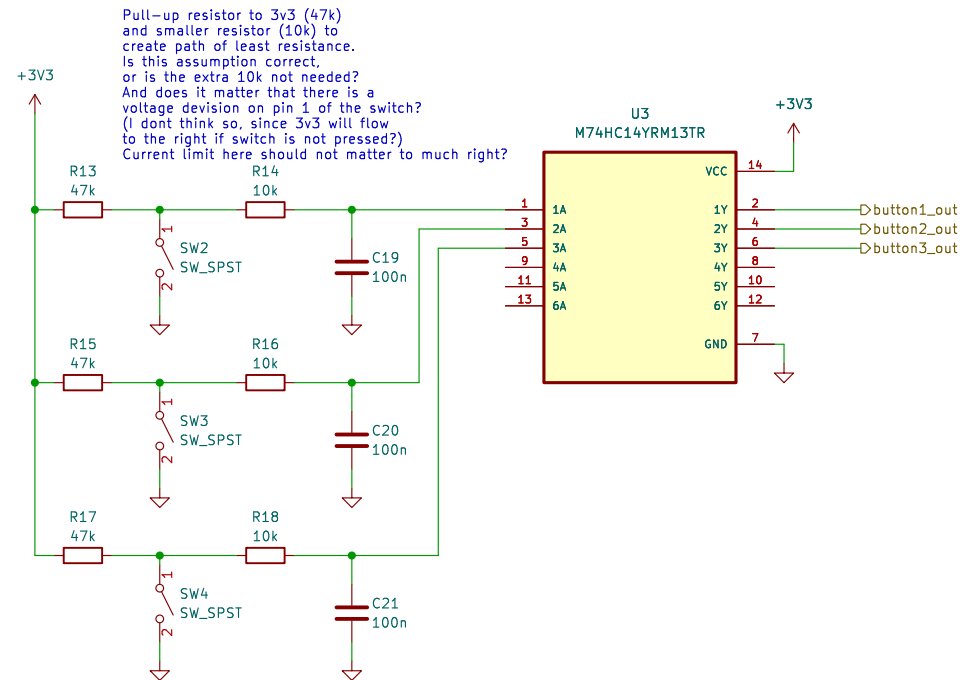 Pull-up resistor to 3v3 (47k)
and smaller resistor (10k) to
create path of least resistance.
Is this assumption correct,
or is the extra 10k not needed?
And does it matter that there is a
voltage devision on pin 1 of the switch?
(I dont think so, since 3v3 will flow
to the right if switch is not pressed?)
Current limit here should not matter to much right?
+3V3
R13
47k
R14
10k
1
SW2
SW_SPST
2
C19
100n
R15
47k
R16
10k
1
SW3
SW_SPST
2
C20
100n
R17
47k
R18
10k
1
SW4
SW_SPST
2
C21
100n
U3
M74HC14YRM13TR
+3V3
VCC 14
1 1A 1Y 2 button1_out
3 2A 2Y 4 button2_out
5 3A 3Y 6 button3_out
9 4A 4Y 8
11 5A 5Y 10
13 6A 6Y 12
GND 7